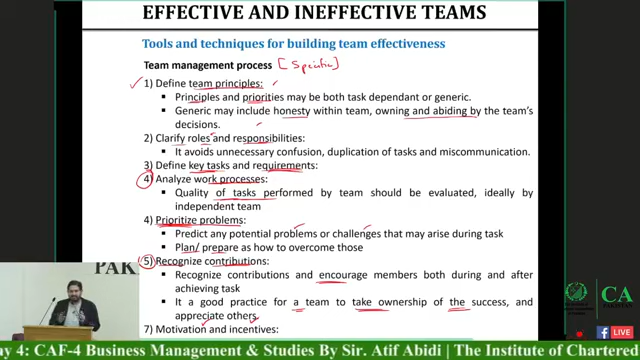 EFFECTIVE AND INEFFECTIVE TEAMS
Tools and techniques for building team effectiveness
Team management process [Specific]
1) Define team principles:
• Principles and priorities may be both task dependant or generic.
• Generic may include honesty within team, owning and abiding by the team's
decisions.
2) Clarify roles and responsibilities:
• It avoids unnecessary confusion, duplication of tasks and miscommunication.
3) Define key tasks and requirements:
4) Analyze work processes:
• Quality of tasks performed by team should be evaluated, ideally by
independent team
4) Prioritize problems:
• Predict any potential problems or challenges that may arise during task
• Plan/ prepare as how to overcome those
5) Recognize contributions:
• Recognize contributions and encourage members both during and after
achieving task
• It a good practice for a team to take ownership of the success, and
appreciate others
7) Motivation and incentives:
PAK
CA
PAKISTAN
LIVE
ay 4: CAF-4 Business Management & Studies By Sir. Atif Abidi | The Institute of Chartered